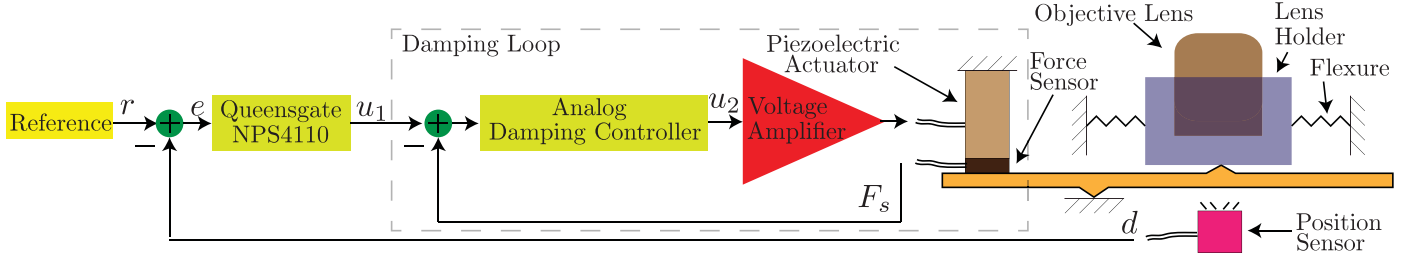 Damping Loop
Piezoelectric
Actuator
Objective Lens
Lens
Holder
Flexure
Force
Sensor
Reference
r
+
−
e
Queensgate
NPS4110
u1
+
−
Analog
Damping Controller
u2
Voltage
Amplifier
Fs
d
Position
Sensor